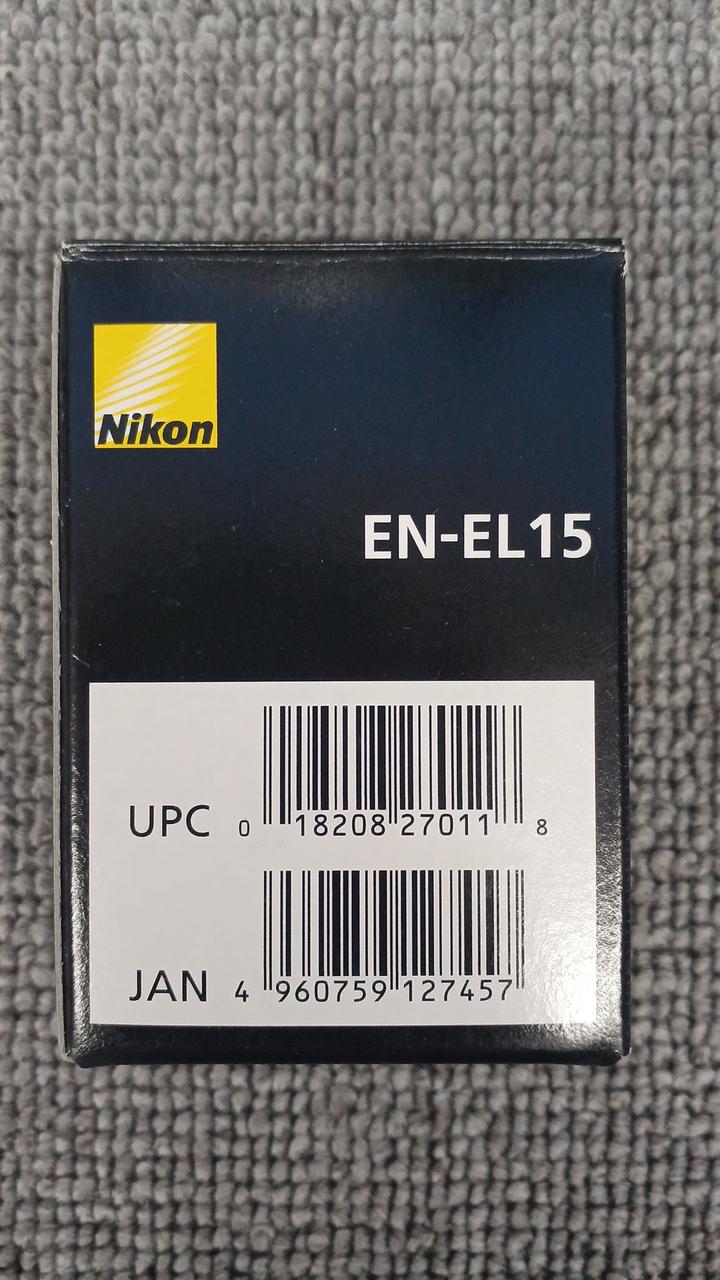 Nikon
EN-EL15
UPC 0 18208 27011 8
JAN 4 960759 127457